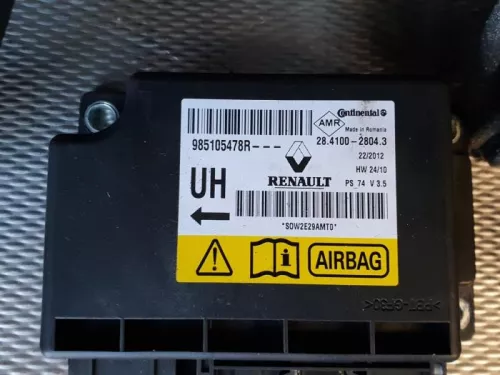 Continental
AMR
Made in Romania
985105478R---
28.4100-2804.3
22/2012
HW 24/10
RENAULT
PS 74 V 3.5
UH
*SDW2E29AMT0*
AIRBAG